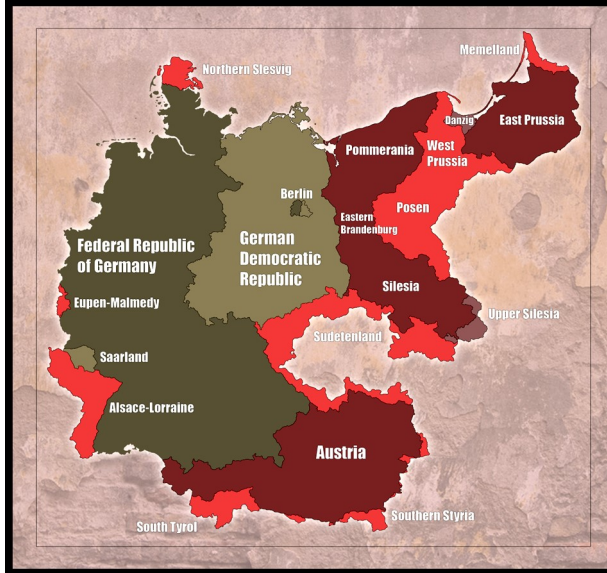 Northern Slesvig
Memelland
Danzig
East Prussia
Pommerania
West
Prussia
Berlin
Posen
Eastern
Brandenburg
Federal Republic
of Germany
German
Democratic
Republic
Silesia
Eupen-Malmedy
Upper Silesia
Sudetenland
Saarland
Alsace-Lorraine
Austria
South Tyrol
Southern Styria